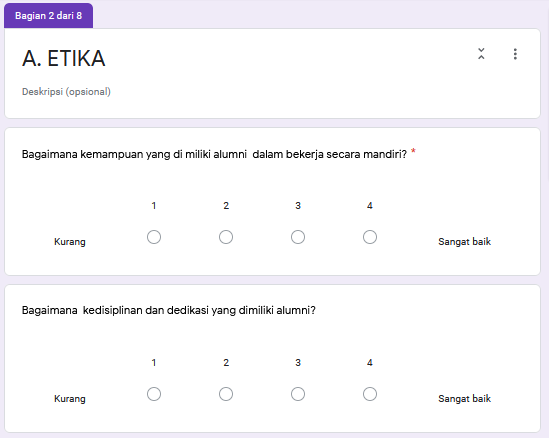 Bagian 2 dari 8
A. ETIKA
Deskripsi (opsional)
Bagaimana kemampuan yang di miliki alumni dalam bekerja secara mandiri? *
1 2 3 4
Kurang Sangat baik
Bagaimana kedisiplinan dan dedikasi yang dimiliki alumni?
1 2 3 4
Kurang Sangat baik